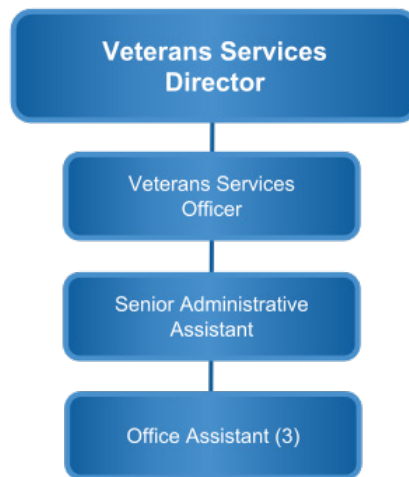 Veterans Services
Director
Veterans Services
Officer
Senior Administrative
Assistant
Office Assistant (3)